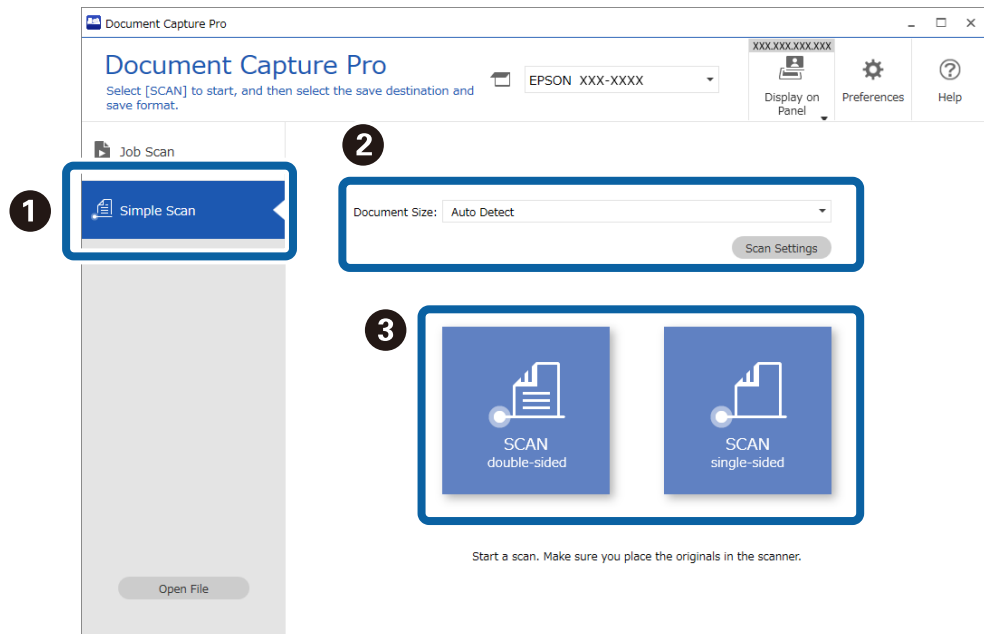 Document Capture Pro
Document Capture Pro
Select [SCAN] to start, and then select the save destination and
save format.
EPSON XXX-XXXX
XXX.XXX.XXX.XXX
Display on
Panel
Preferences
Help
Job Scan
1
Simple Scan
2
Document Size: Auto Detect
Scan Settings
3
SCAN
double-sided
SCAN
single-sided
Start a scan. Make sure you place the originals in the scanner.
Open File